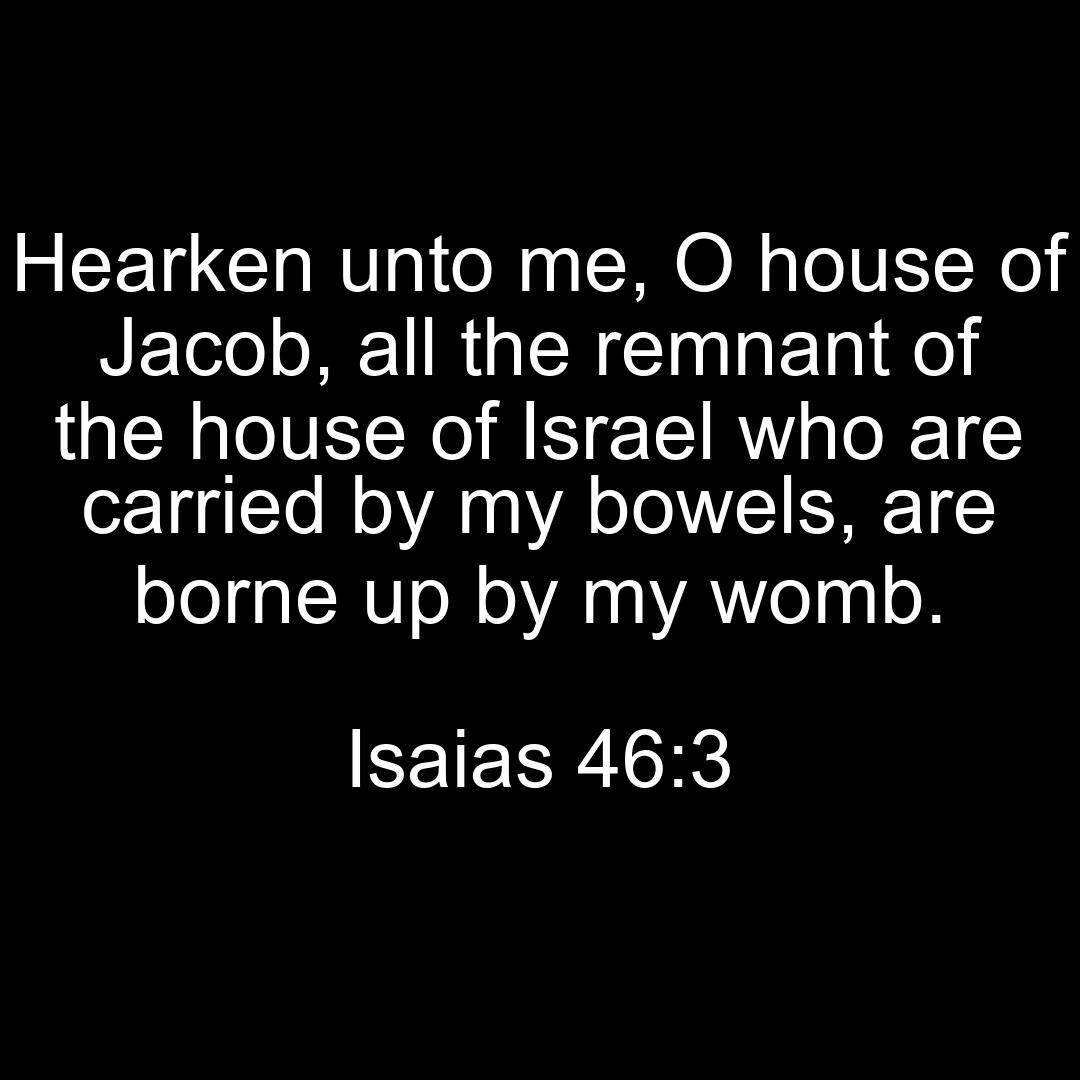 Hearken unto me, O house of
Jacob, all the remnant of
the house of Israel who are
carried by my bowels, are
borne up by my womb.
Isaias 46:3